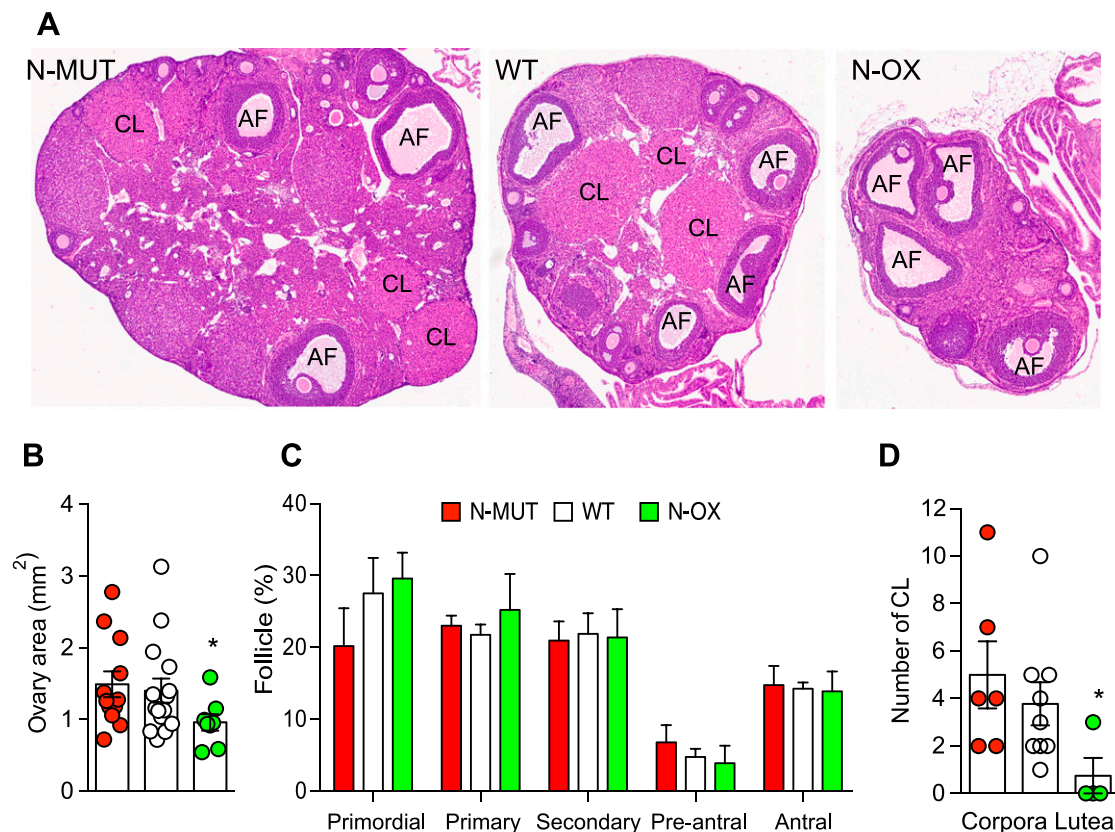 A
N-MUT
CL
AF
AF
CL
CL
AF
WT
AF
CL
AF
CL
AF
AF
N-OX
AF
AF
AF
AF
B
Ovary area (mm²)
4
3
2
1
0
*
C
Follicle (%)
40
30
20
10
0
N-MUT WT N-OX
Primordial Primary Secondary Pre-antral Antral
D
Number of CL
12
10
8
6
4
2
0
*
Corpora Lutea